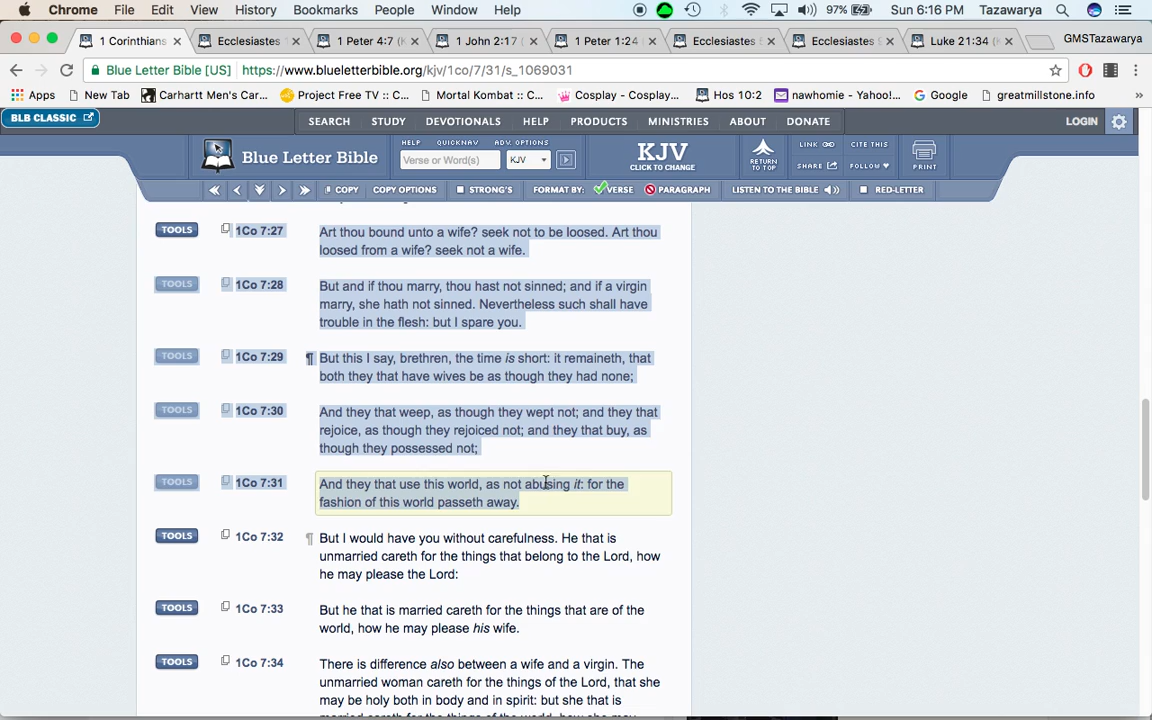 Chrome File Edit View History Bookmarks People Window Help 97% Sun 6:16 PM Tazawarya
1 Corinthians Ecclesiastes 1 1 Peter 4:7 (K 1 John 2:17 ( 1 Peter 1:24 ( Ecclesiastes Ecclesiastes 9 Luke 21:34 (K GMSTazawarya
Blue Letter Bible [US] https://www.blueletterbible.org/kjv/1co/7/31/s_1069031
Apps New Tab Carhartt Men's Car... Project Free TV :: C... Mortal Kombat :: C... Cosplay - Cosplay... Hos 10:2 nawhomie - Yahoo!... Google greatmillstone.info »
BLB CLASSIC SEARCH STUDY DEVOTIONALS HELP PRODUCTS MINISTRIES ABOUT DONATE LOGIN
Blue Letter Bible HELP QUICKNAV ADV. OPTIONS Verse or Word(s) KJV KJV CLICK TO CHANGE RETURN TO TOP LINK CITE THIS SHARE FOLLOW PRINT
COPY COPY OPTIONS STRONG'S FORMAT BY: VERSE PARAGRAPH LISTEN TO THE BIBLE RED-LETTER
TOOLS 1Co 7:27 Art thou bound unto a wife? seek not to be loosed. Art thou
loosed from a wife? seek not a wife.
TOOLS 1Co 7:28 But and if thou marry, thou hast not sinned; and if a virgin
marry, she hath not sinned. Nevertheless such shall have
trouble in the flesh: but I spare you.
TOOLS 1Co 7:29 ¶ But this I say, brethren, the time is short: it remaineth, that
both they that have wives be as though they had none;
TOOLS 1Co 7:30 And they that weep, as though they wept not; and they that
rejoice, as though they rejoiced not; and they that buy, as
though they possessed not;
TOOLS 1Co 7:31 And they that use this world, as not abusing it: for the
fashion of this world passeth away.
TOOLS 1Co 7:32 ¶ But I would have you without carefulness. He that is
unmarried careth for the things that belong to the Lord, how
he may please the Lord:
TOOLS 1Co 7:33 But he that is married careth for the things that are of the
world, how he may please his wife.
TOOLS 1Co 7:34 There is difference also between a wife and a virgin. The
unmarried woman careth for the things of the Lord, that she
may be holy both in body and in spirit: but she that is